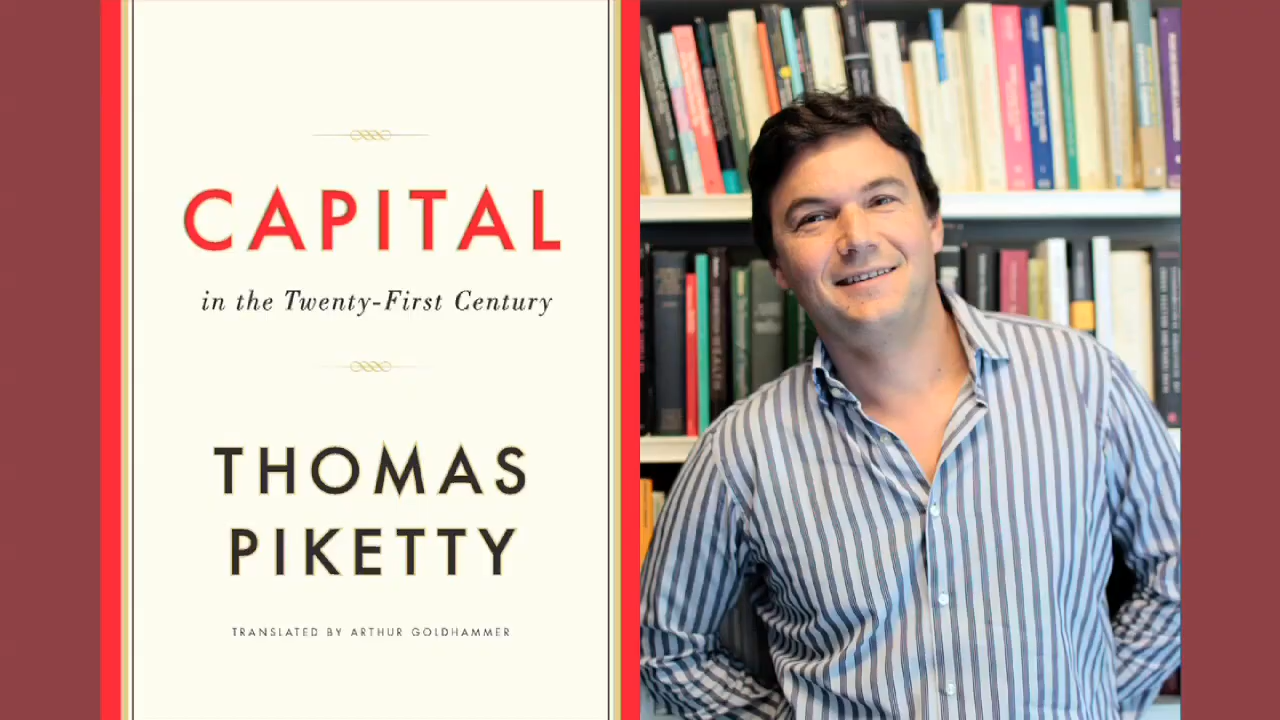 CAPITAL
in the Twenty-First Century
THOMAS
PIKETTY
TRANSLATED BY ARTHUR GOLDHAMMER